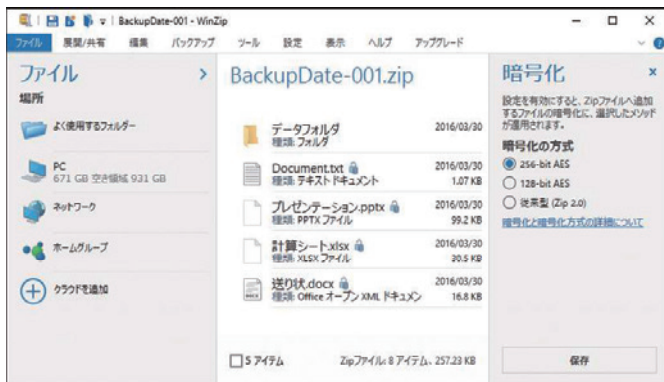 BackupDate-001 - WinZip
ファイル 展開/共有 編集 バックアップ ツール 設定 表示 ヘルプ アップグレード
ファイル
場所
よく使用するフォルダー
PC
671 GB 空き領域 931 GB
ネットワーク
ホームグループ
クラウドを追加
BackupDate-001.zip
データフォルダ 2016/03/30
種類: フォルダ
Document.txt 2016/03/30
種類: テキスト ドキュメント 1.07 KB
プレゼンテーション.pptx 2016/03/30
種類: PPTX ファイル 99.2 KB
計算シート.xlsx 2016/03/30
種類: XLSX ファイル 30.5 KB
送り状.docx 2016/03/30
種類: Office オープン XML ドキュメン 16.8 KB
5 アイテム Zipファイル: 8 アイテム、257.23 KB
暗号化
設定を有効にすると、Zipファイルへ追加
するファイルの暗号化に、選択したメソッド
が適用されます。
暗号化の方式
256-bit AES
128-bit AES
従来型 (Zip 2.0)
暗号化と暗号化方式の詳細について
保存